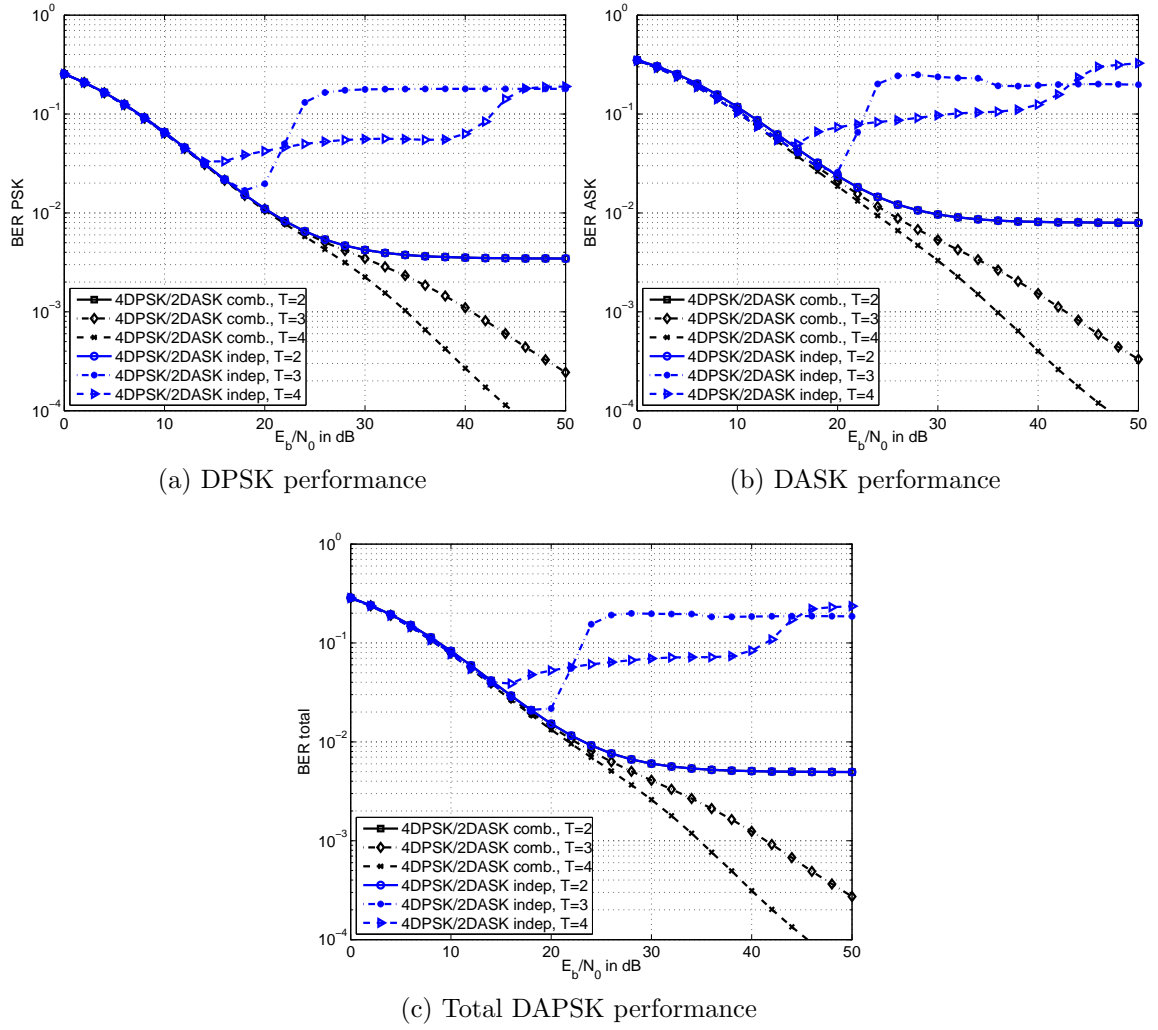 10^0
10^-1
10^-2
10^-3
10^-4
BER PSK
0 10 20 30 40 50
E_b/N_0 in dB
4DPSK/2DASK comb., T=2
4DPSK/2DASK comb., T=3
4DPSK/2DASK comb., T=4
4DPSK/2DASK indep, T=2
4DPSK/2DASK indep, T=3
4DPSK/2DASK indep, T=4
(a) DPSK performance
10^0
10^-1
10^-2
10^-3
10^-4
BER ASK
0 10 20 30 40 50
E_b/N_0 in dB
4DPSK/2DASK comb., T=2
4DPSK/2DASK comb., T=3
4DPSK/2DASK comb., T=4
4DPSK/2DASK indep, T=2
4DPSK/2DASK indep, T=3
4DPSK/2DASK indep, T=4
(b) DASK performance
10^0
10^-1
10^-2
10^-3
10^-4
BER total
0 10 20 30 40 50
E_b/N_0 in dB
4DPSK/2DASK comb., T=2
4DPSK/2DASK comb., T=3
4DPSK/2DASK comb., T=4
4DPSK/2DASK indep, T=2
4DPSK/2DASK indep, T=3
4DPSK/2DASK indep, T=4
(c) Total DAPSK performance